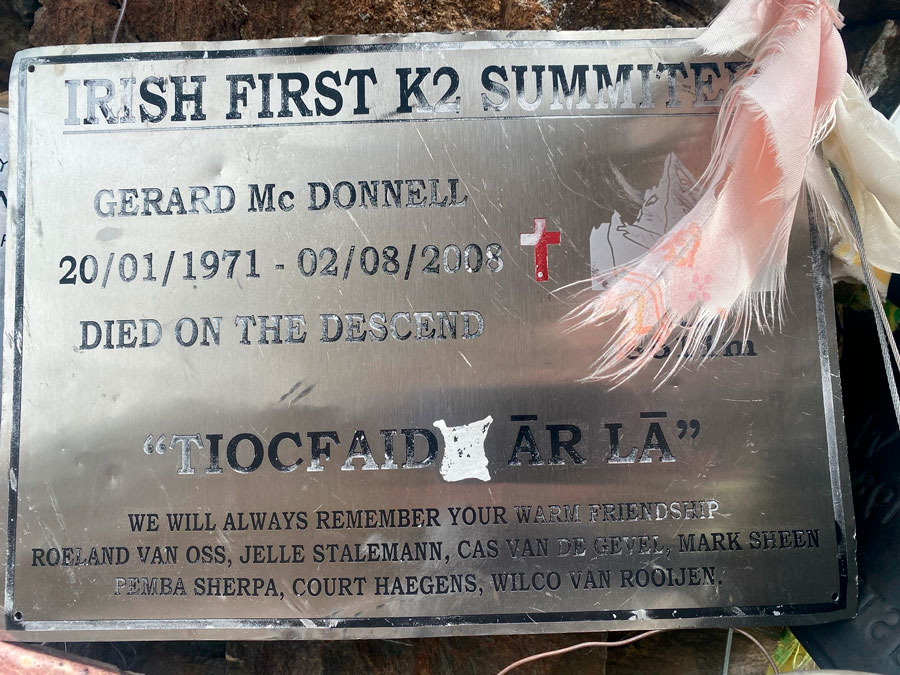 IRISH FIRST K2 SUMMITE
GERARD Mc DONNELL
20/01/1971 - 02/08/2008
DIED ON THE DESCEND
"TIOCFAID ĀR LĀ"
WE WILL ALWAYS REMEMBER YOUR WARM FRIENDSHIP
ROELAND VAN OSS, JELLE STALEMANN, CAS VAN DE GEVEL, MARK SHEEN
PEMBA SHERPA, COURT HAEGENS, WILCO VAN ROOIJEN.